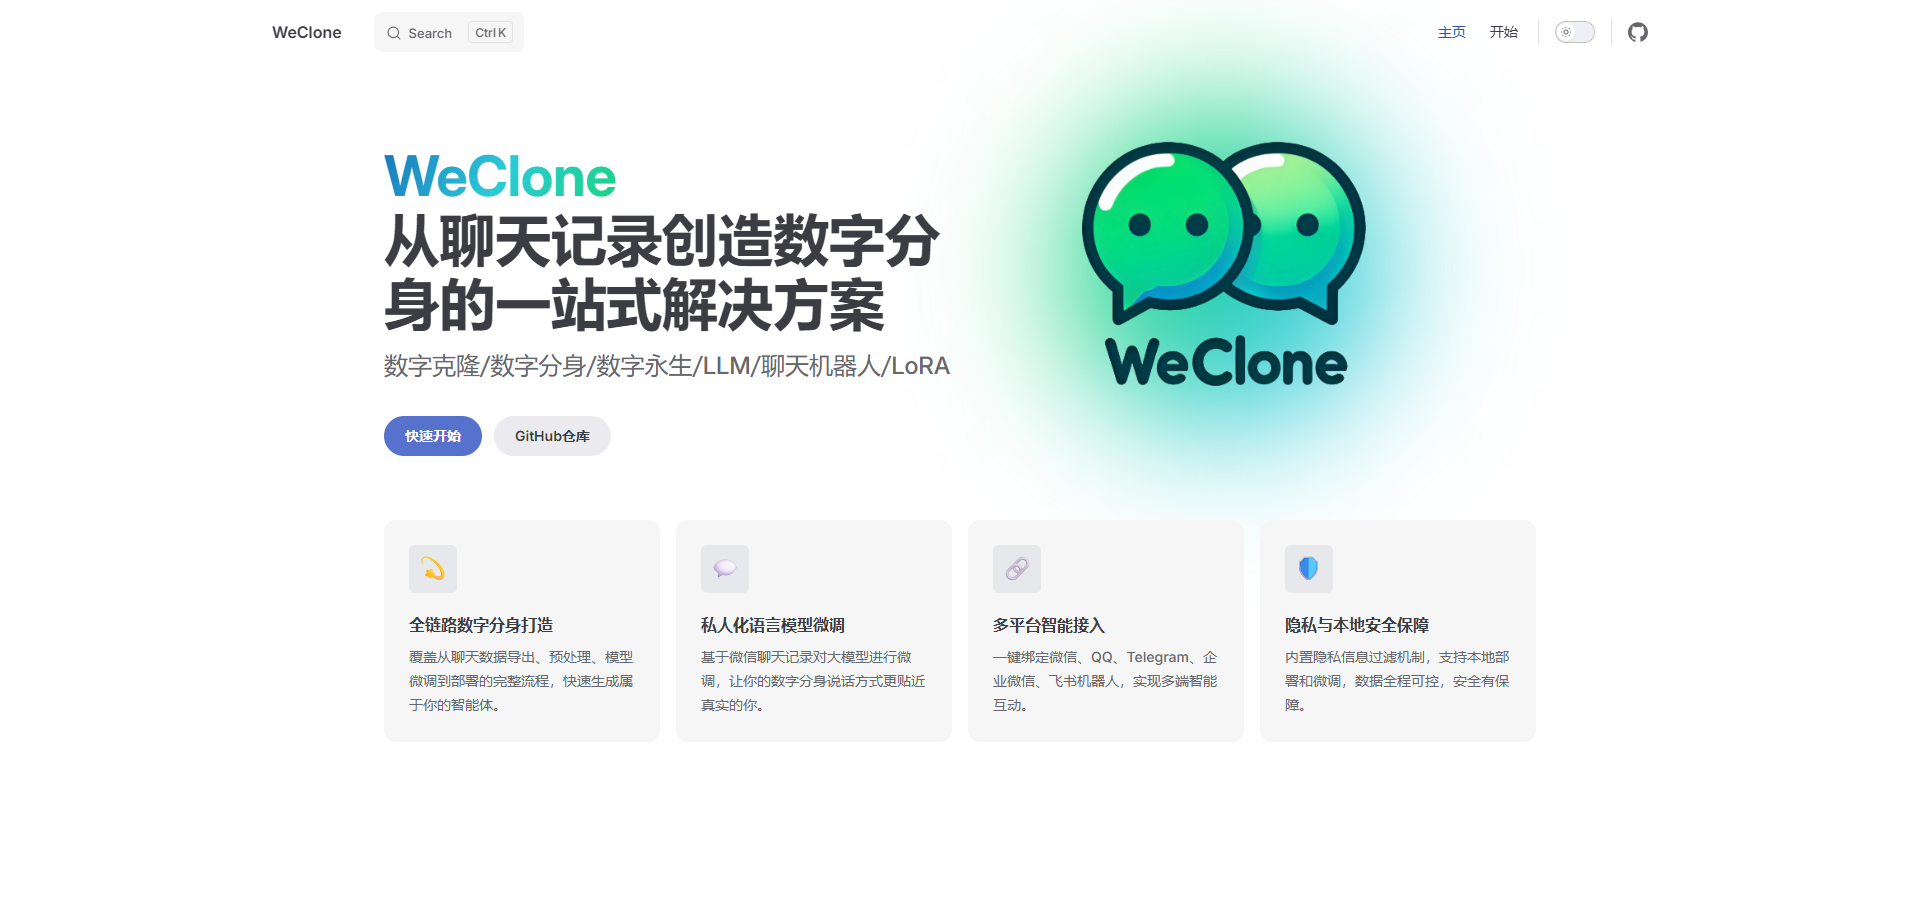 WeClone
Search Ctrl K
主页 开始
WeClone
从聊天记录创造数字分
身的一站式解决方案
数字克隆/数字分身/数字永生/LLM/聊天机器人/LoRA
快速开始 GitHub仓库
WeClone
全链路数字分身打造
覆盖从聊天数据导出、预处理、模型
微调到部署的完整流程，快速生成属
于你的智能体。
私人化语言模型微调
基于微信聊天记录对大模型进行微
调，让你的数字分身说话方式更贴近
真实的你。
多平台智能接入
一键绑定微信、QQ、Telegram、企
业微信、飞书机器人，实现多端智能
互动。
隐私与本地安全保障
内置隐私信息过滤机制，支持本地部
署和微调，数据全程可控，安全有保
障。